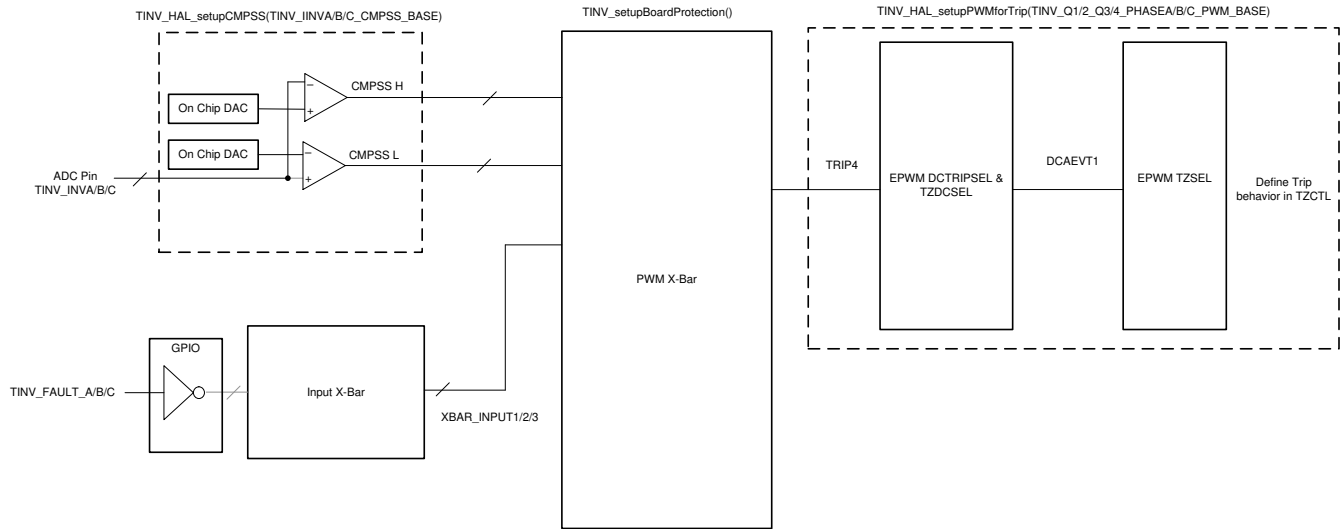 TINV_HAL_setupCMPSS(TINV_IINVA/B/C_CMPSS_BASE)
TINV_setupBoardProtection()
TINV_HAL_setupPWMforTrip(TINV_Q1/2_Q3/4_PHASEA/B/C_PWM_BASE)
On Chip DAC
−
+
CMPSS H
On Chip DAC
−
+
CMPSS L
ADC Pin
TINV_INVA/B/C
PWM X-Bar
TRIP4
EPWM DCTRIPSEL &
TZDCSEL
DCAEVT1
EPWM TZSEL
Define Trip
behavior in TZCTL
GPIO
TINV_FAULT_A/B/C
Input X-Bar
XBAR_INPUT1/2/3